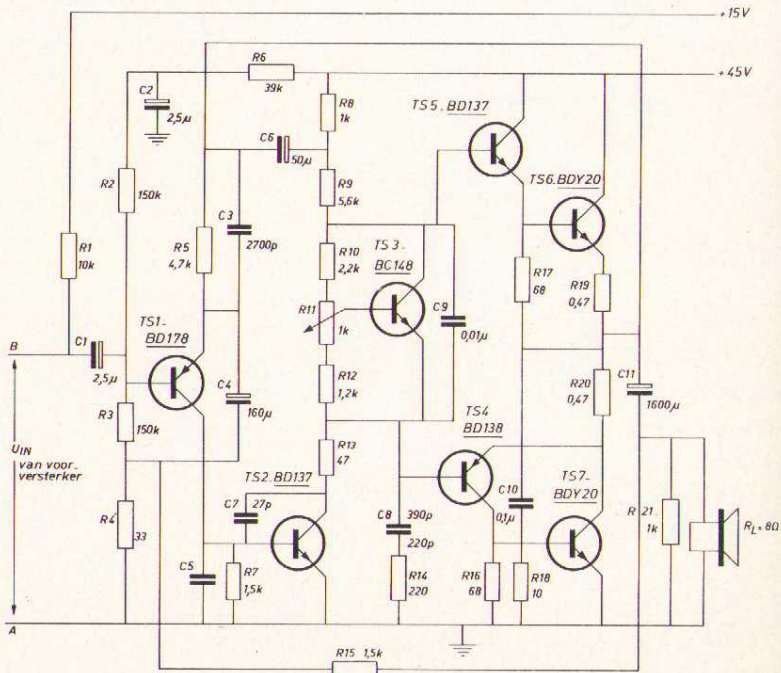 +15V
+45V
R6
39k
C2
2,5µ
R8
1k
TS5. BD137
C6
50µ
TS6. BDY20
R2
150k
R9
5,6k
R1
10k
R5
4,7k
C3
2700p
R10
2,2k
TS3-
BC148
R17
68
R19
0,47
R11
1k
C9
0,01µ
TS1-
BD178
B
C1
2,5µ
C4
160µ
R12
1,2k
R20
0,47
C11
1600µ
R3
150k
TS4
BD138
UIN
van voor-
versterker
R13
47
TS2. BD137
TS7-
BDY20
C7
27p
C8
390p
220p
C10
0,1µ
R21
1k
RL=8Ω
R4
33
C5
R7
1,5k
R14
220
R16
68
R18
10
A
R15 1,5k